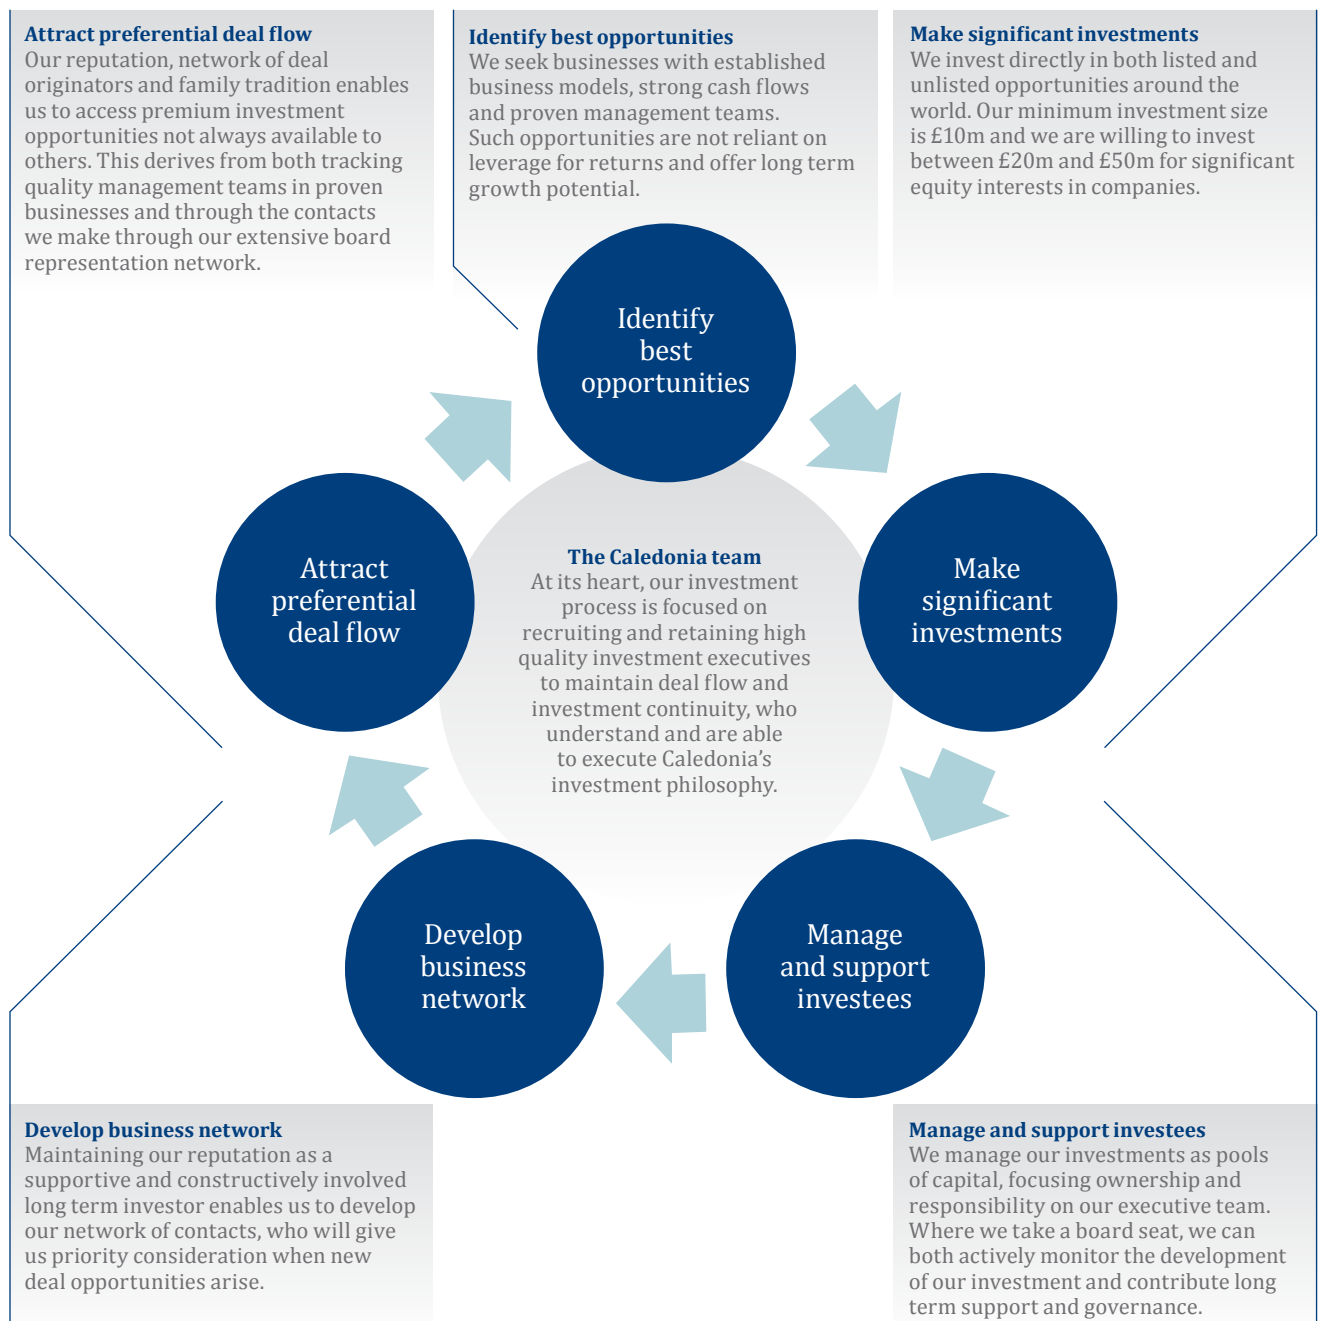 Attract preferential deal flow
Our reputation, network of deal
originators and family tradition enables
us to access premium investment
opportunities not always available to
others. This derives from both tracking
quality management teams in proven
businesses and through the contacts
we make through our extensive board
representation network.
Identify best opportunities
We seek businesses with established
business models, strong cash flows
and proven management teams.
Such opportunities are not reliant on
leverage for returns and offer long term
growth potential.
Make significant investments
We invest directly in both listed and
unlisted opportunities around the
world. Our minimum investment size
is £10m and we are willing to invest
between £20m and £50m for significant
equity interests in companies.
Identify
best
opportunities
Attract
preferential
deal flow
The Caledonia team
At its heart, our investment
process is focused on
recruiting and retaining high
quality investment executives
to maintain deal flow and
investment continuity, who
understand and are able
to execute Caledonia’s
investment philosophy.
Make
significant
investments
Develop
business
network
Manage
and support
investees
Develop business network
Maintaining our reputation as a
supportive and constructively involved
long term investor enables us to develop
our network of contacts, who will give
us priority consideration when new
deal opportunities arise.
Manage and support investees
We manage our investments as pools
of capital, focusing ownership and
responsibility on our executive team.
Where we take a board seat, we can
both actively monitor the development
of our investment and contribute long
term support and governance.